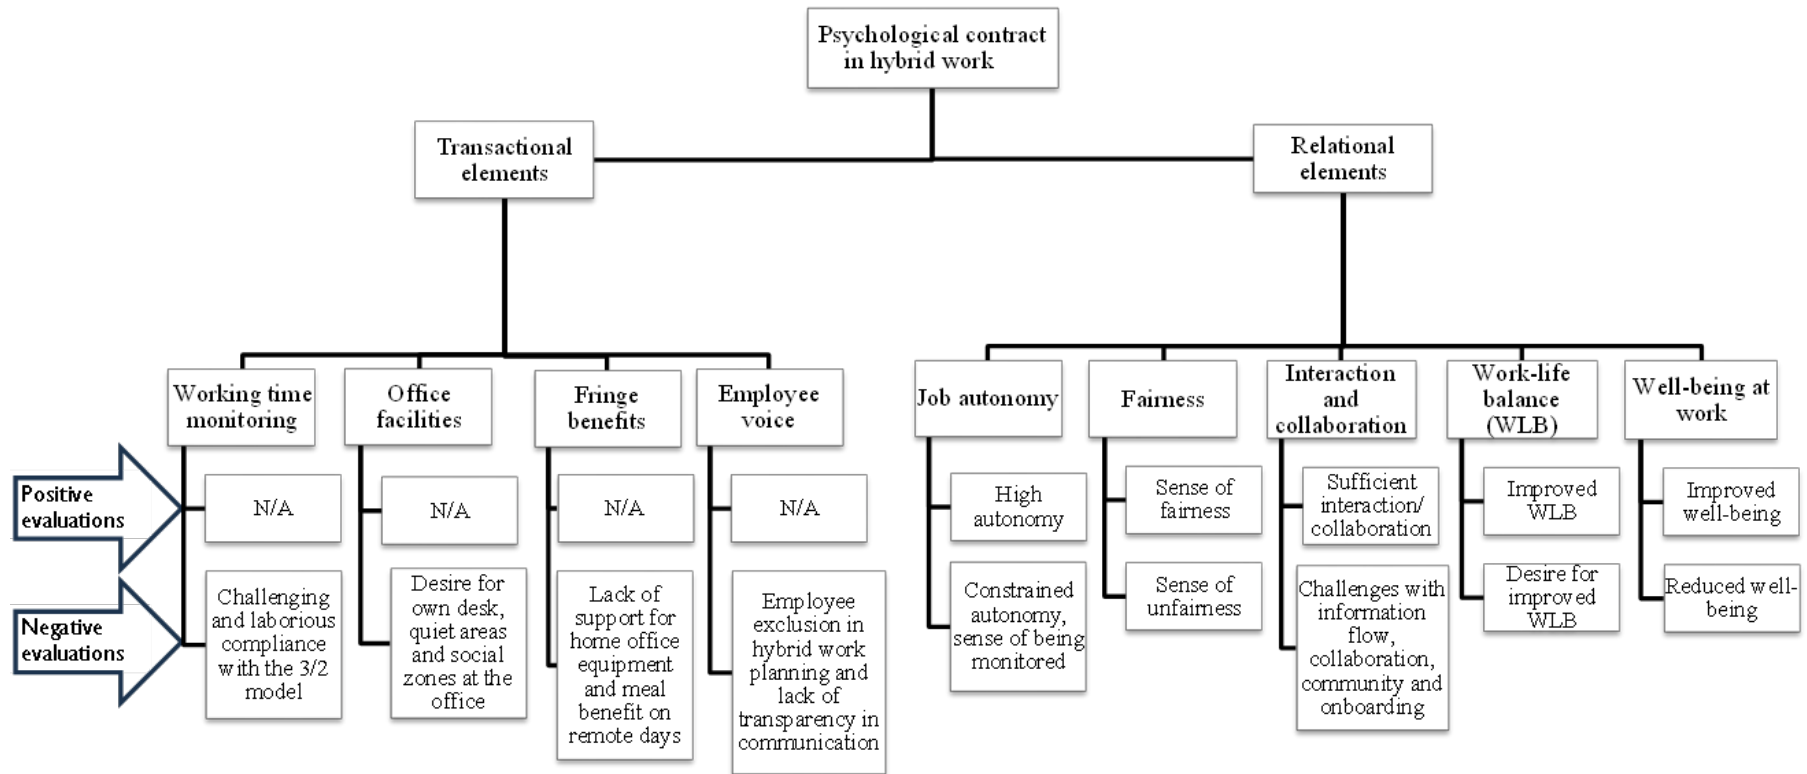 Psychological contract
in hybrid work
Transactional
elements
Relational
elements
Working time
monitoring
Office
facilities
Fringe
benefits
Employee
voice
Job autonomy
Fairness
Interaction
and
collaboration
Work-life
balance
(WLB)
Well-being at
work
Positive
evaluations
N/A
N/A
N/A
N/A
High
autonomy
Sense of
fairness
Sufficient
interaction/
collaboration
Improved
WLB
Improved
well-being
Negative
evaluations
Challenging
and laborious
compliance
with the 3/2
model
Desire for
own desk,
quiet areas
and social
zones at the
office
Lack of
support for
home office
equipment
and meal
benefit on
remote days
Employee
exclusion in
hybrid work
planning and
lack of
transparency in
communication
Constrained
autonomy,
sense of being
monitored
Sense of
unfairness
Challenges with
information
flow,
collaboration,
community and
onboarding
Desire for
improved
WLB
Reduced well-
being